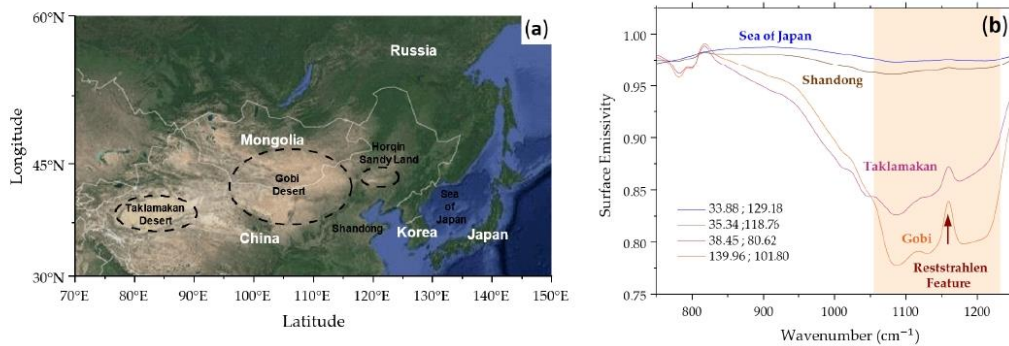 (a)
60°N
45°N
30°N
Longitude
Russia
Mongolia
Horqin
Sandy Land
Gobi
Desert
Taklamakan
Desert
Sea
of
Japan
Shandong
Korea
Japan
China
70°E 80°E 90°E 100°E 110°E 120°E 130°E 140°E 150°E
Latitude
(b)
Surface Emissivity
1.00
0.95
0.90
0.85
0.80
0.75
Sea of Japan
Shandong
Taklamakan
Gobi
Reststrahlen
Feature
33.88 ; 129.18
35.34 ;118.76
38.45 ; 80.62
139.96 ; 101.80
800 900 1000 1100 1200
Wavenumber (cm⁻¹)